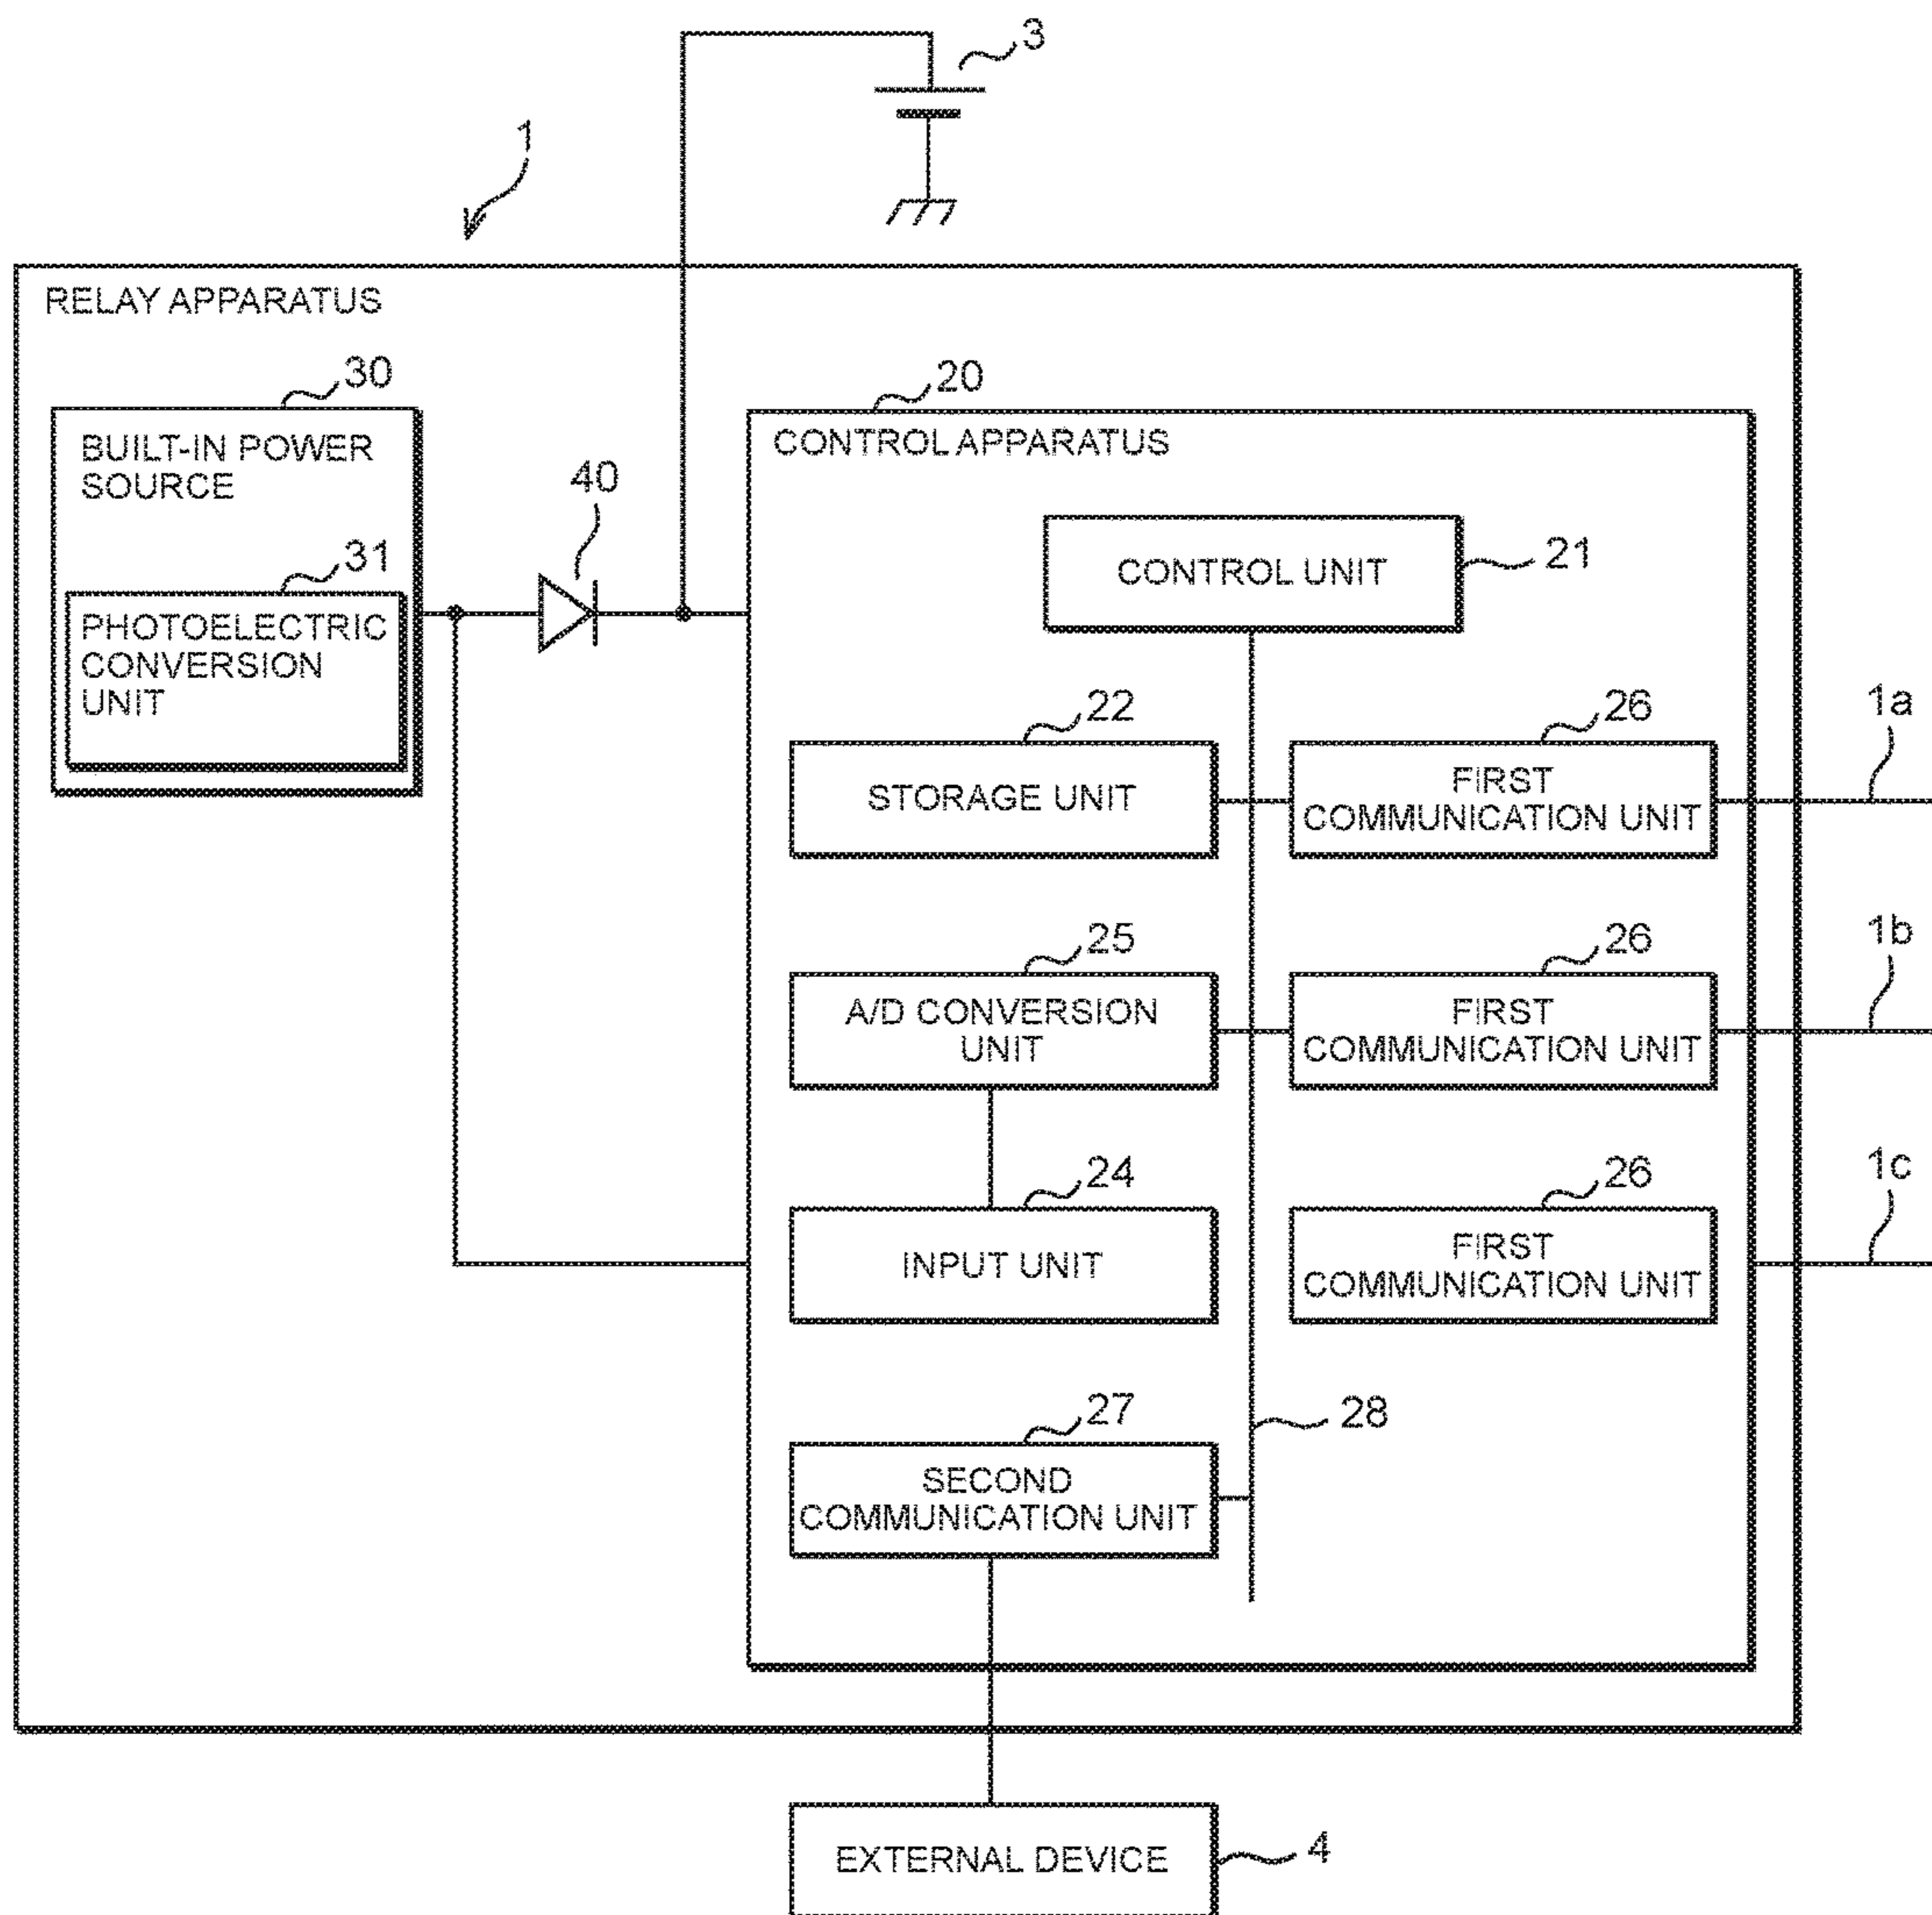 3
1
RELAY APPARATUS
30
BUILT-IN POWER
SOURCE
31
PHOTOELECTRIC
CONVERSION
UNIT
40
20
CONTROL APPARATUS
CONTROL UNIT
21
22
STORAGE UNIT
26
FIRST
COMMUNICATION UNIT
1a
25
A/D CONVERSION
UNIT
26
FIRST
COMMUNICATION UNIT
1b
24
INPUT UNIT
26
FIRST
COMMUNICATION UNIT
1c
27
SECOND
COMMUNICATION UNIT
28
EXTERNAL DEVICE
4